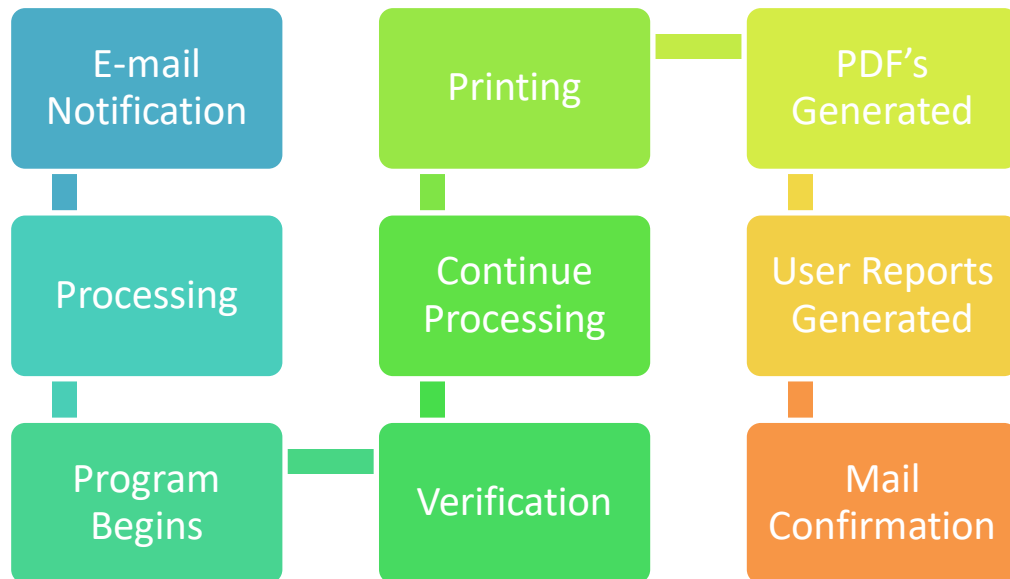 E-mail
Notification
Processing
Program
Begins
Verification
Continue
Processing
Printing
PDF’s
Generated
User Reports
Generated
Mail
Confirmation